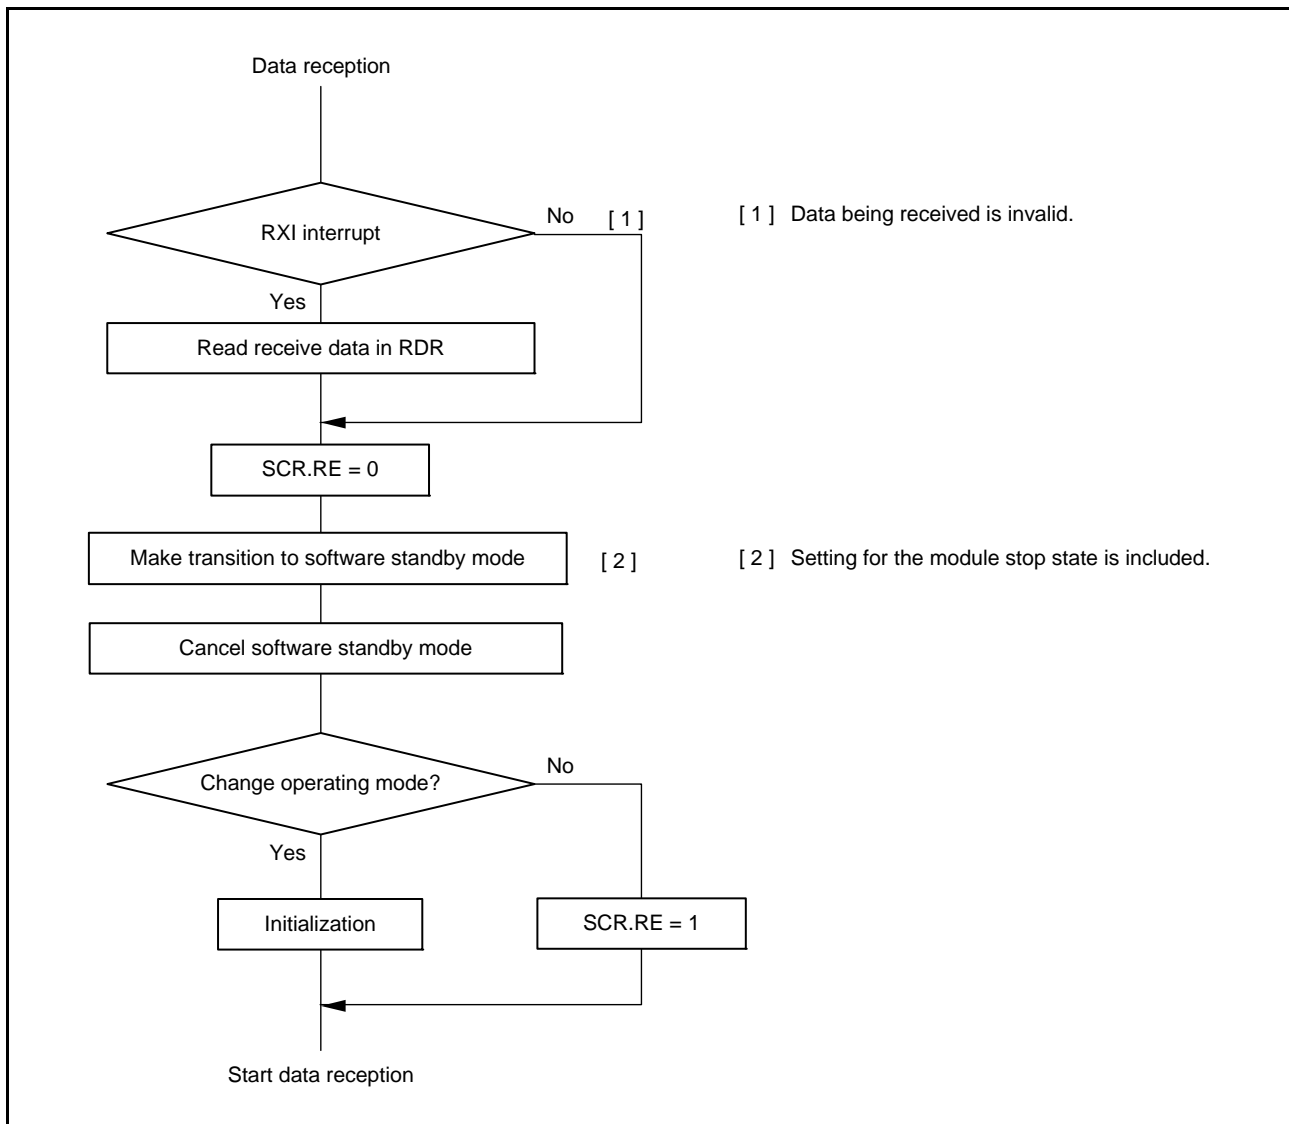 Data reception
RXI interrupt
No
[ 1 ]
[ 1 ] Data being received is invalid.
Yes
Read receive data in RDR
SCR.RE = 0
Make transition to software standby mode
[ 2 ]
[ 2 ] Setting for the module stop state is included.
Cancel software standby mode
Change operating mode?
No
Yes
Initialization
SCR.RE = 1
Start data reception